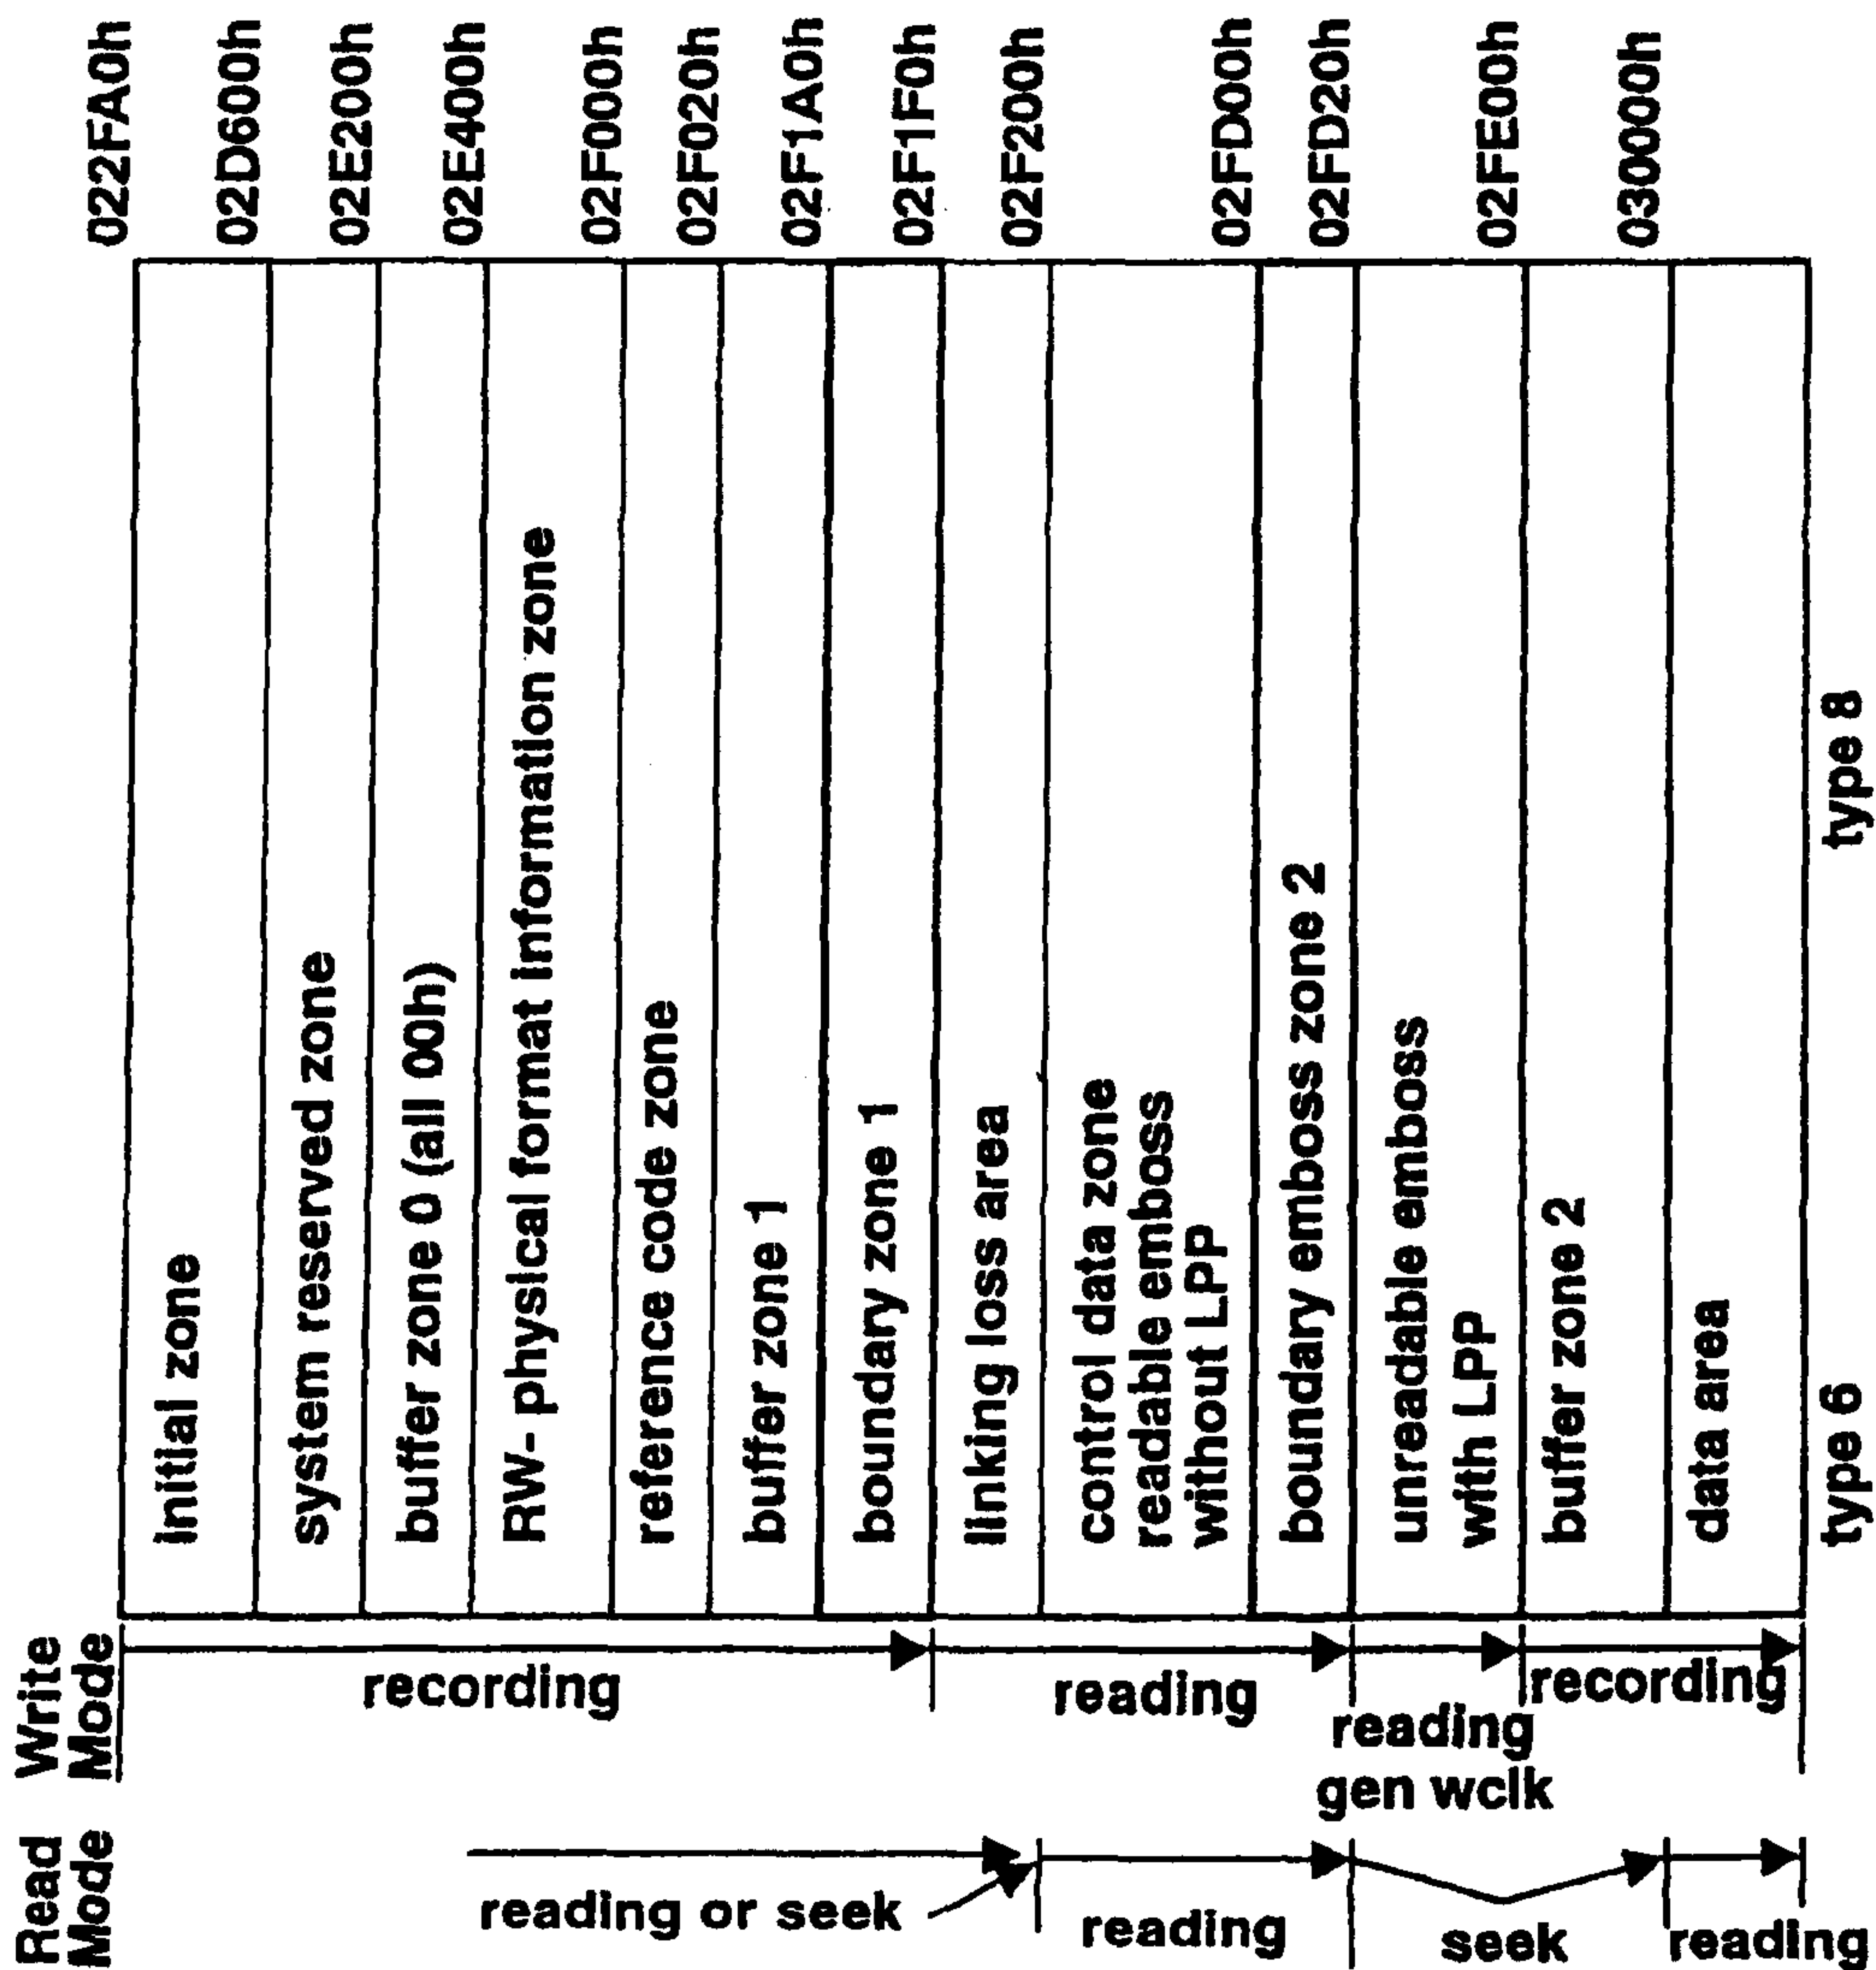 Read Mode
Write Mode
initial zone
022FA0h
system reserved zone
02D600h
buffer zone 0 (all 00h)
02E200h
RW- physical format information zone
02E400h
reference code zone
02F000h
buffer zone 1
02F020h
boundary zone 1
02F1A0h
linking loss area
02F1F0h
control data zone
readable emboss
without LPP
02F200h
boundary emboss zone 2
02FD00h
unreadable emboss
with LPP
02FD20h
buffer zone 2
02FE00h
data area
030000h
recording
reading
reading
gen wclk
recording
reading or seek
reading
seek
reading
type 6
type 8